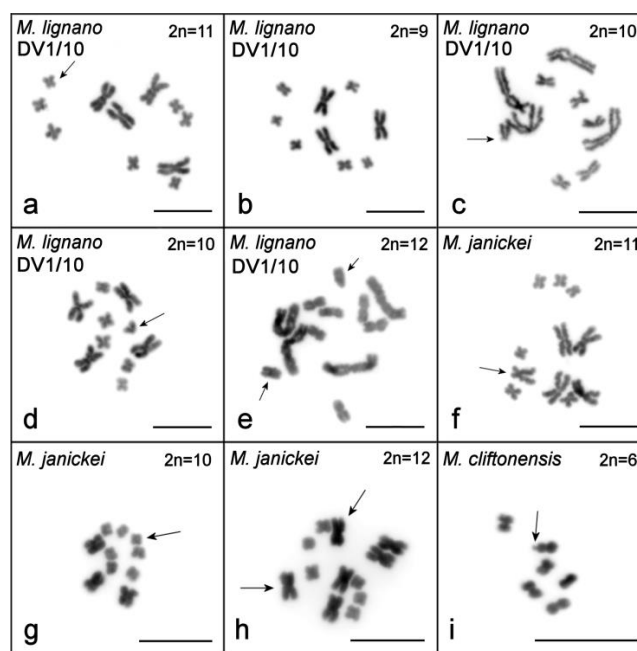 M. lignano 2n=11
DV1/10
a
M. lignano 2n=9
DV1/10
b
M. lignano 2n=10
DV1/10
c
M. lignano 2n=10
DV1/10
d
M. lignano 2n=12
DV1/10
e
M. janickei 2n=11
f
M. janickei 2n=10
g
M. janickei 2n=12
h
M. cliftonensis 2n=6
i